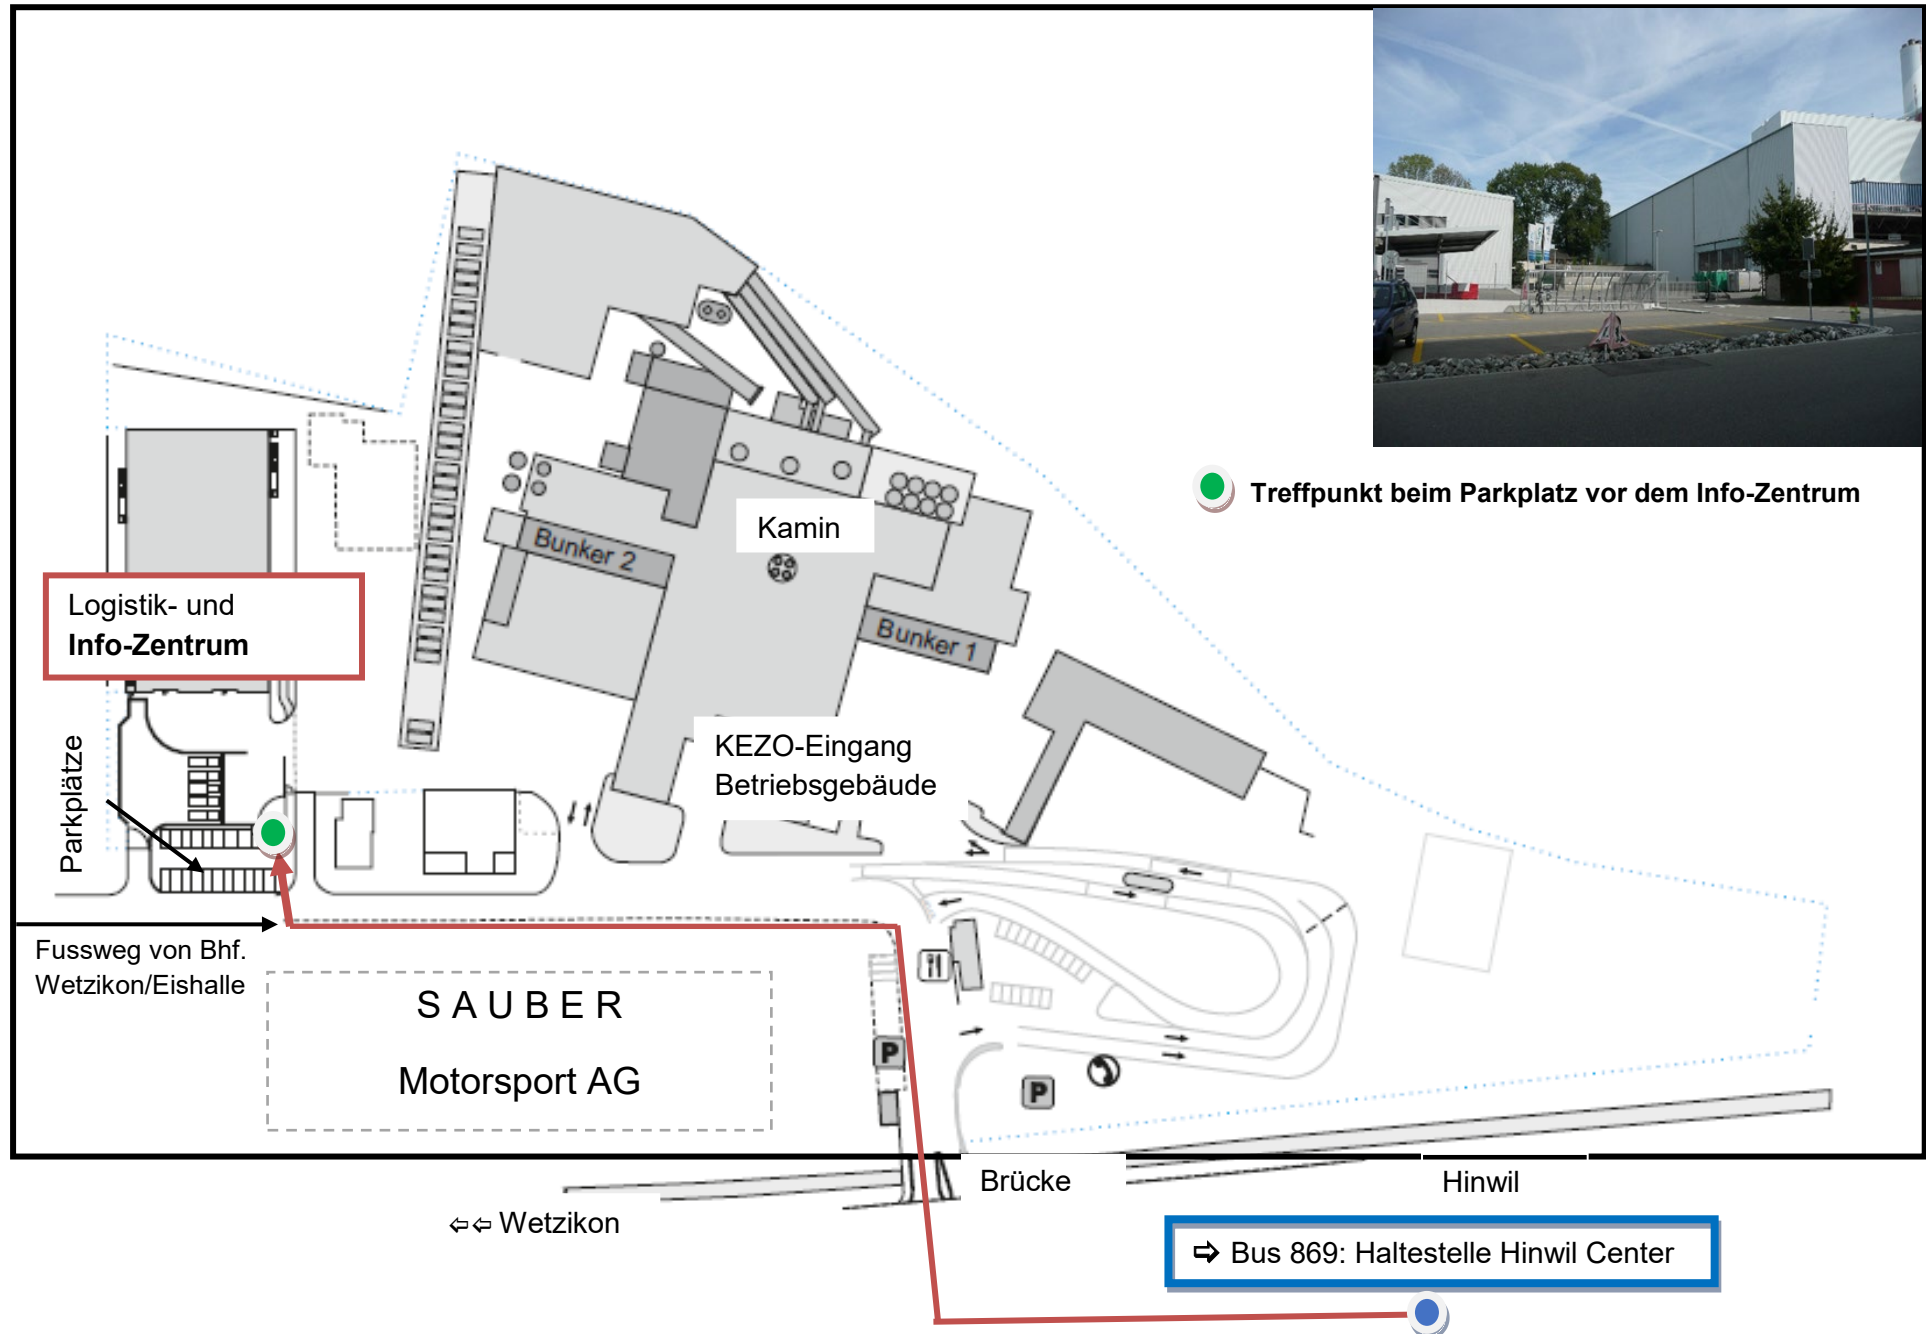 Treffpunkt beim Parkplatz vor dem Info-Zentrum
Kamin
Bunker 2
Bunker 1
Logistik- und
Info-Zentrum
KEZO-Eingang
Betriebsgebäude
Parkplätze
Fussweg von Bhf.
Wetzikon/Eishalle
S A U B E R
Motorsport AG
P
P
Brücke
Hinwil
⇦⇦ Wetzikon
⇨ Bus 869: Haltestelle Hinwil Center